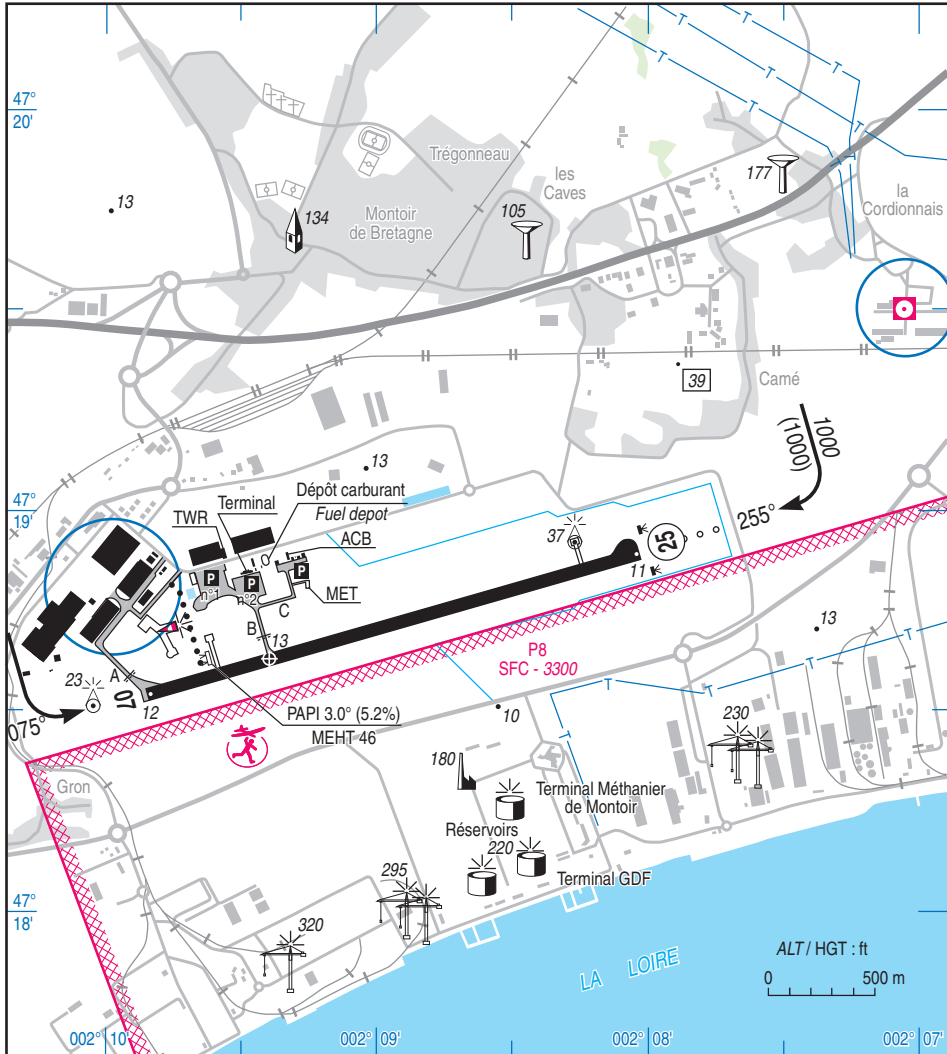 47°
20'
Trégonneau
les
Caves
177
la
Cordionnais
13
134
Montoir
de Bretagne
105
39
Camé
1000
(1000)
47°
19'
13
Dépôt carburant
Fuel depot
Terminal
TWR
ACB
37
25
255°
11
MET
P
n°1
P
n°2
P
C
B
13
13
P8
SFC - 3300
A
07
23
12
075°
PAPI 3.0° (5.2%)
MEHT 46
10
230
180
Gron
Terminal Méthanier
de Montoir
Réservoirs
220
Terminal GDF
295
47°
18'
320
LA LOIRE
ALT / HGT : ft
0 500 m
002° 10'
002° 09'
002° 08'
002° 07'
T
T
T
T
T
T
T
T
T
T
T